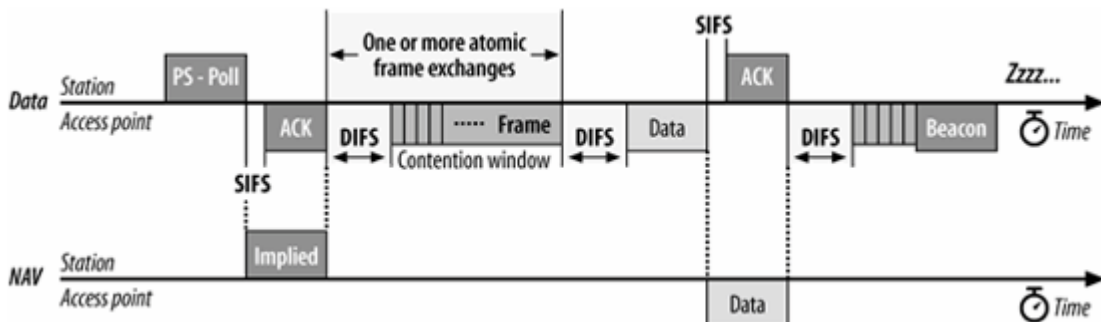 SIFS
One or more atomic
frame exchanges
PS - Poll
ACK
Zzzz...
Data
Station
Access point
ACK
DIFS
..... Frame
DIFS
Data
DIFS
Beacon
Time
Contention window
SIFS
Implied
NAV
Station
Access point
Data
Time